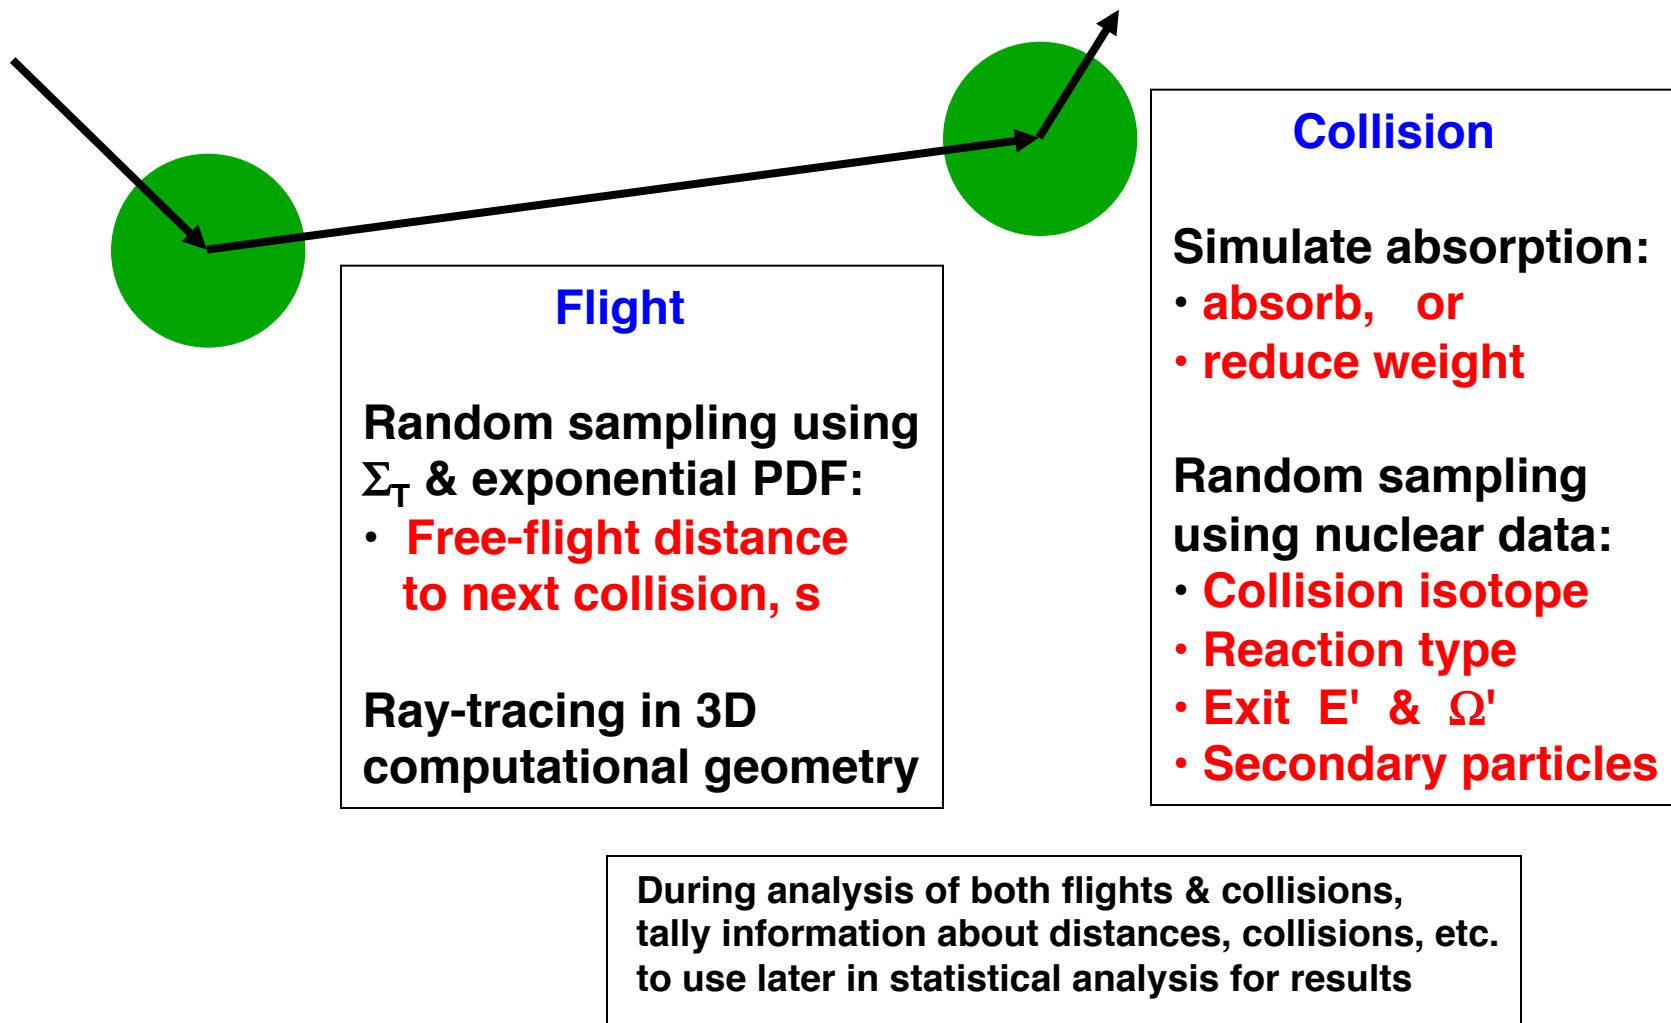 Flight
Random sampling using
ΣT & exponential PDF:
• Free-flight distance
to next collision, s
Ray-tracing in 3D
computational geometry
Collision
Simulate absorption:
• absorb, or
• reduce weight
Random sampling
using nuclear data:
• Collision isotope
• Reaction type
• Exit E' & Ω'
• Secondary particles
During analysis of both flights & collisions,
tally information about distances, collisions, etc.
to use later in statistical analysis for results